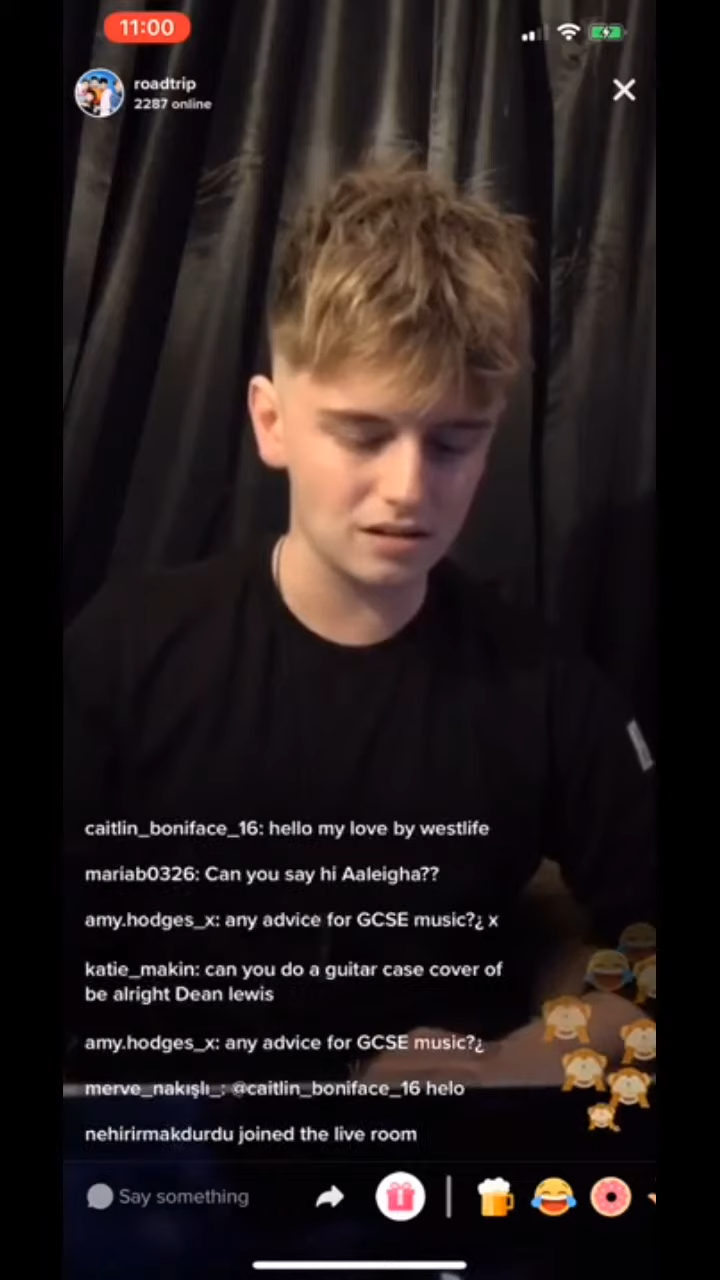 11:00
roadtrip
2287 online
caitlin_boniface_16: hello my love by westlife
mariab0326: Can you say hi Aaleigha??
amy.hodges_x: any advice for GCSE music?¿ x
katie_makin: can you do a guitar case cover of
be alright Dean lewis
amy.hodges_x: any advice for GCSE music?¿
merve_nakışlı_: @caitlin_boniface_16 helo
nehirirmakdurdu joined the live room
Say something